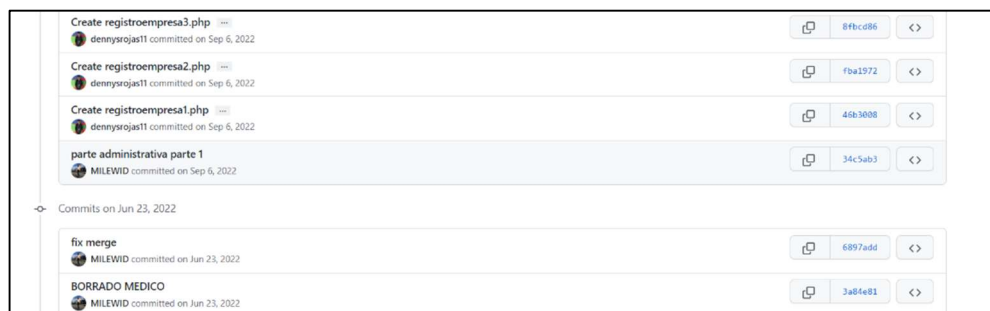 Create registroempresa3.php ...
dennysrojas11 committed on Sep 6, 2022
8fbcd86
Create registroempresa2.php ...
dennysrojas11 committed on Sep 6, 2022
fba1972
Create registroempresa1.php ...
dennysrojas11 committed on Sep 6, 2022
46b3008
parte administrativa parte 1
MILEWID committed on Sep 6, 2022
34c5ab3
Commits on Jun 23, 2022
fix merge
MILEWID committed on Jun 23, 2022
6897add
BORRADO MEDICO
MILEWID committed on Jun 23, 2022
3a84e81